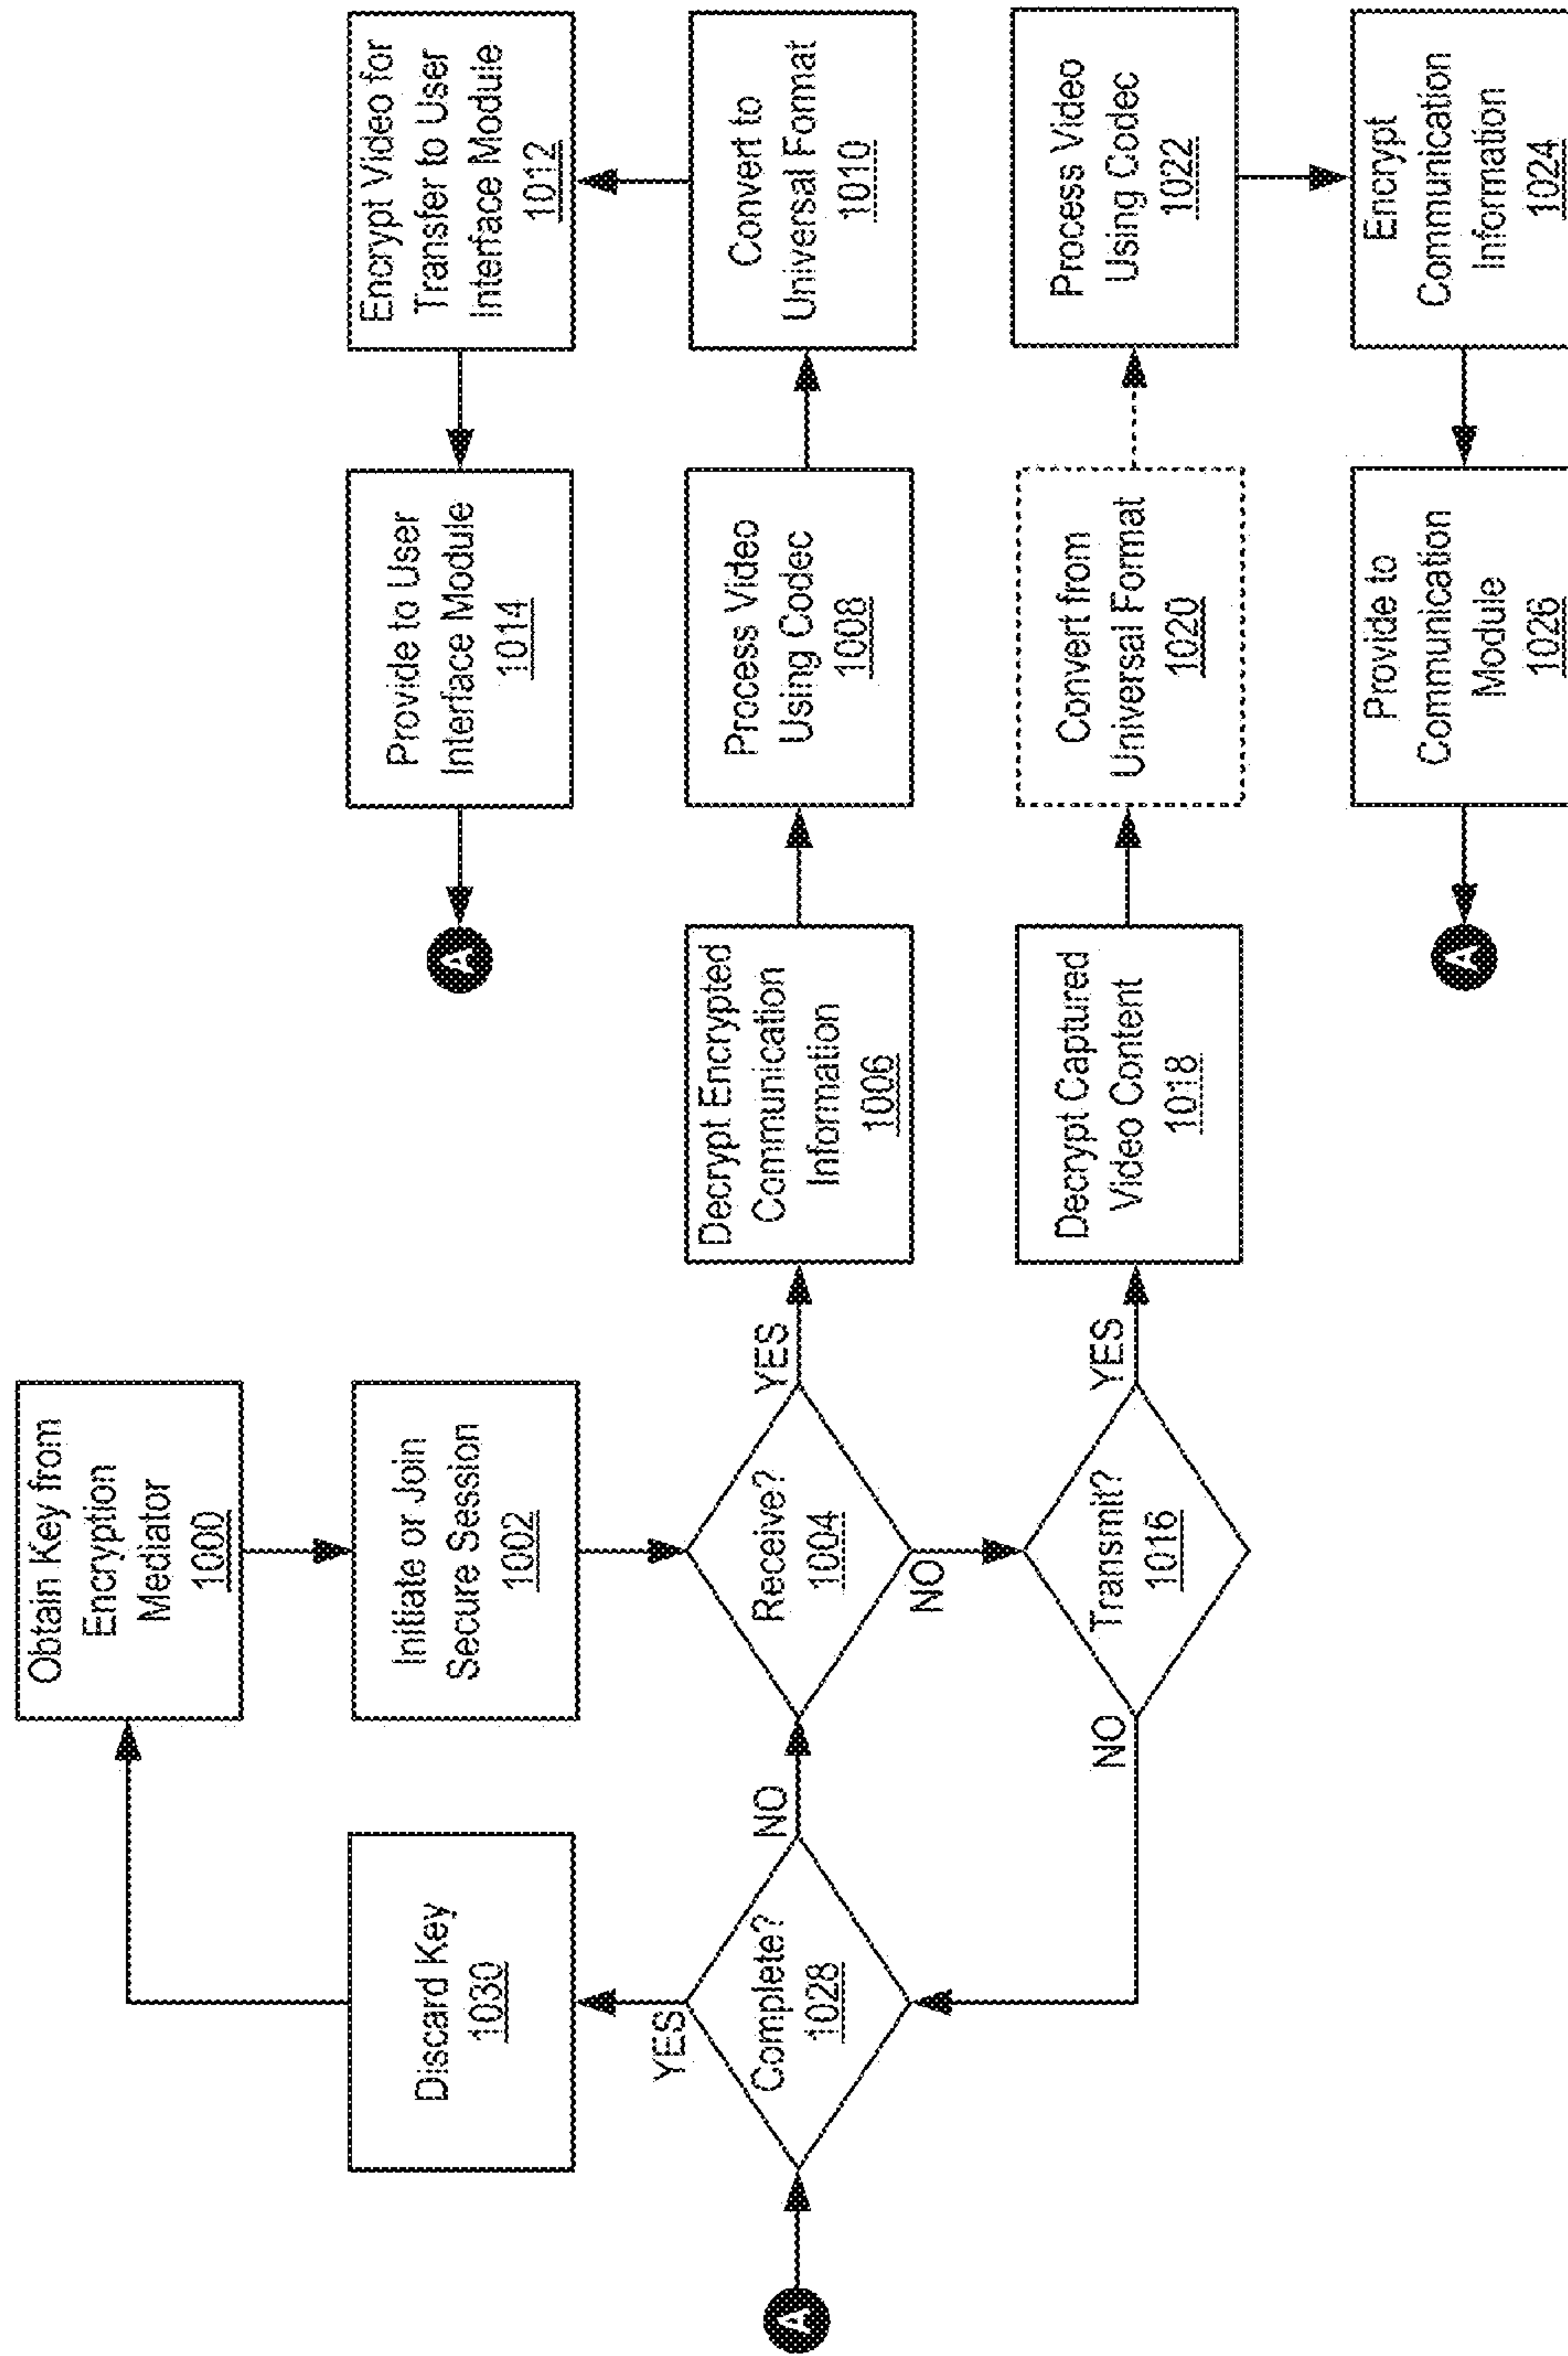 Obtain Key from
Encryption
Mediator
1000
Initiate or Join
Secure Session
1002
Receive?
1004
YES
NO
Decrypt Encrypted
Communication
Information
1006
Process Video
Using Codec
1008
Convert to
Universal Format
1010
Encrypt Video for
Transfer to User
Interface Module
1012
Provide to User
Interface Module
1014
A
Transmit?
1016
YES
NO
Decrypt Captured
Video Content
1018
Convert from
Universal Format
1020
Process Video
Using Codec
1022
Encrypt
Communication
Information
1024
Provide to
Communication
Module
1026
A
A
Complete?
1028
NO
YES
Discard Key
1030